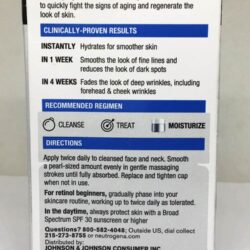 to quickly fight the signs of aging and regenerate the
look of skin.
CLINICALLY-PROVEN RESULTS
INSTANTLY Hydrates for smoother skin
IN 1 WEEK Smooths the look of fine lines and
reduces the look of dark spots
IN 4 WEEKS Fades the look of deep wrinkles, including
forehead & cheek wrinkles
RECOMMENDED REGIMEN
CLEANSE TREAT MOISTURIZE
DIRECTIONS
Apply twice daily to cleansed face and neck. Smooth
a pearl-sized amount evenly in gentle massaging
strokes until fully absorbed. Replace and tighten cap
when not in use.
For retinol beginners, gradually phase into your
skincare routine, working up to twice daily as tolerated.
In the daytime, always protect skin with a Broad
Spectrum SPF 30 sunscreen or higher
Questions? 800-582-4048; Outside US, dial collect
215-273-8755 or neutrogena.com
Distributed by:
JOHNSON & JOHNSON CONSUMER INC.